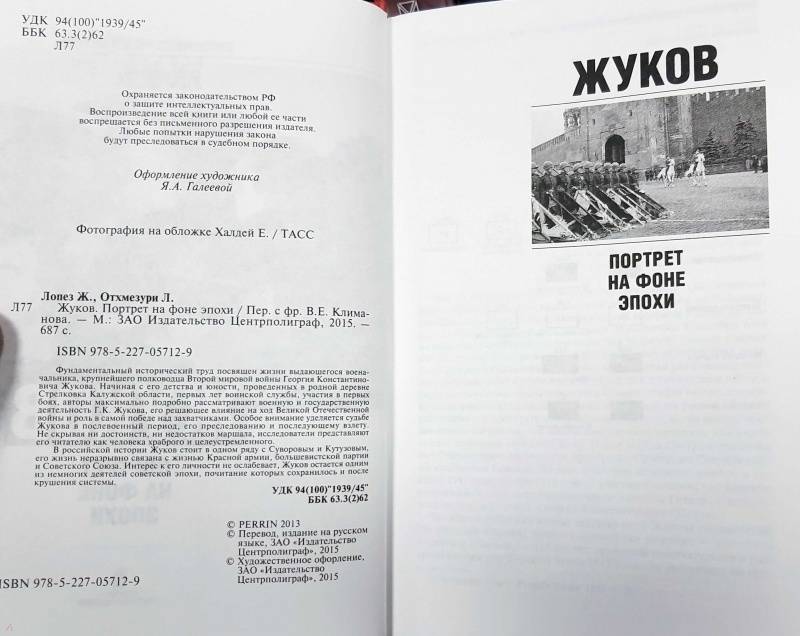 УДК 94(100)"1939/45"
ББК 63.3(2)62
Л77
Охраняется законодательством РФ
о защите интеллектуальных прав.
Воспроизведение всей книги или любой ее части
воспрещается без письменного разрешения издателя.
Любые попытки нарушения закона
будут преследоваться в судебном порядке.
Оформление художника
Я.А. Галеевой
Фотография на обложке Халдей Е. / ТАСС
Лопез Ж., Отхмезури Л.
Л77 Жуков. Портрет на фоне эпохи / Пер. с фр. В.Е. Клима-
нова. — М.: ЗАО Издательство Центрполиграф, 2015. —
687 с.
ISBN 978-5-227-05712-9
Фундаментальный исторический труд посвящен жизни выдающегося воена-
чальника, крупнейшего полководца Второй мировой войны Георгия Константино-
вича Жукова. Начиная с его детства и юности, проведенных в родной деревне
Стрелковка Калужской области, первых лет воинской службы, участия в первых
боях, авторы максимально подробно рассматривают военную и государственную
деятельность Г.К. Жукова, его решающее влияние на ход Великой Отечественной
войны и роль в самой победе над захватчиками. Особое внимание уделяется судьбе
Жукова в послевоенный период, его преследованию и последующему взлету.
Не скрывая ни достоинств, ни недостатков маршала, исследователи представляют
его читателю как человека храброго и целеустремленного.
В российской истории Жуков стоит в одном ряду с Суворовым и Кутузовым,
его жизнь неразрывно связана с жизнью Красной армии, большевистской партии
и Советского Союза. Интерес к его личности не ослабевает, Жуков остается одним
из немногих деятелей советской эпохи, почитание которых сохранилось и после
крушения системы.
УДК 94(100)"1939/45"
ББК 63.3(2)62
© PERRIN 2013
© Перевод, издание на русском
языке, ЗАО «Издательство
Центрполиграф», 2015
© Художественное офорление,
ЗАО «Издательство
Центрполиграф», 2015
ISBN 978-5-227-05712-9
ЖУКОВ
ПОРТРЕТ
НА ФОНЕ
ЭПОХИ